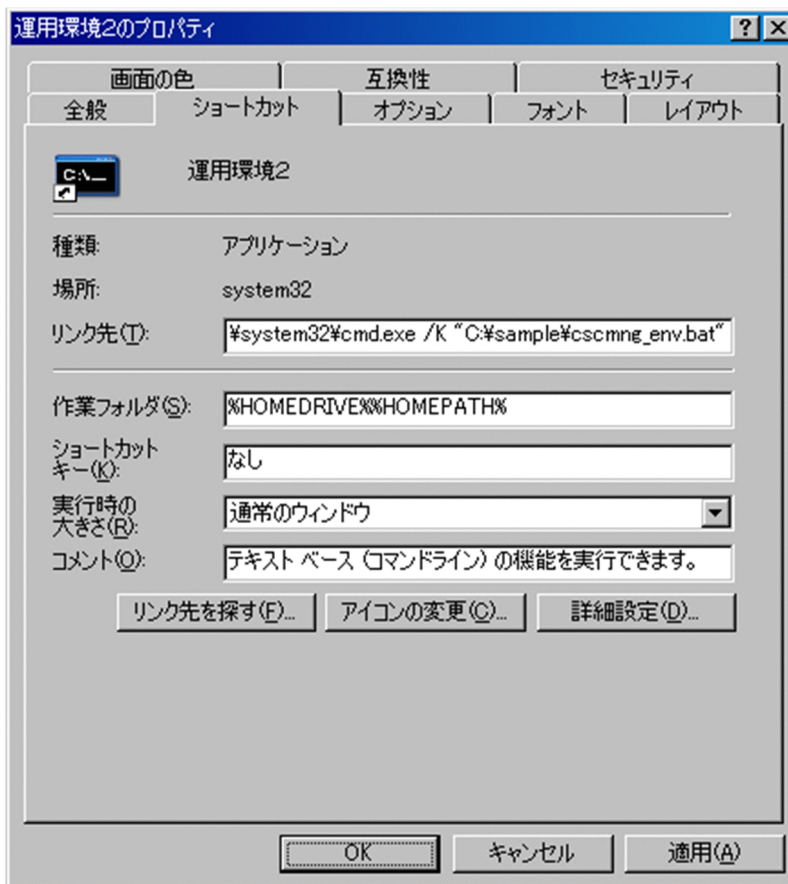 運用環境2のプロパティ
画面の色 互換性 セキュリティ
全般 ショートカット オプション フォント レイアウト
C:\_
運用環境2
種類: アプリケーション
場所: system32
リンク先(T): ¥system32¥cmd.exe /K "C:¥sample¥cscmng_env.bat"
作業フォルダ(S): %HOMEDRIVE%%HOMEPATH%
ショートカット
キー(K): なし
実行時の
大きさ(R): 通常のウィンドウ
コメント(O): テキスト ベース (コマンドライン) の機能を実行できます。
リンク先を探す(F)... アイコンの変更(C)... 詳細設定(D)...
OK キャンセル 適用(A)